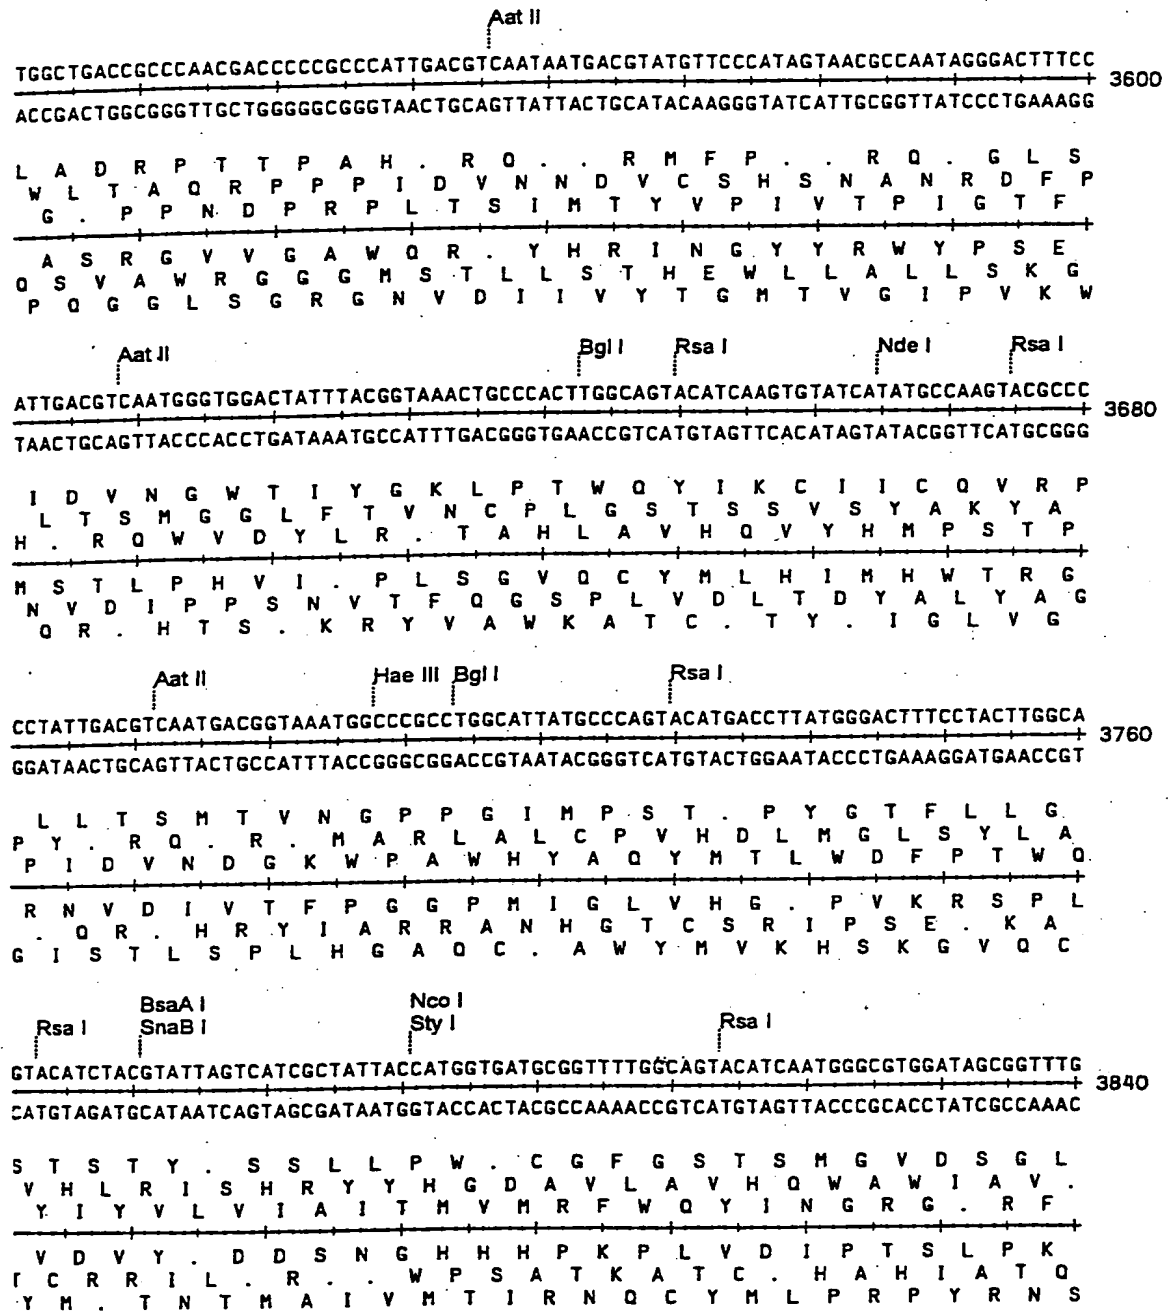 Aat II
TGGCTGACCGCCCAACGACCCCCGCCCATTGACGTCAATAATGACGTATGTTCCCATAGTAACGCCAATAGGGACTTTCC
3600
ACCGACTGGCGGGTTGCTGGGGGCGGGTAACTGCAGTTATTACTGCATACAAGGGTATCATTGCGGTTATCCCTGAAAGG
L A D R P T T P A H . R Q . . R M F P . . R Q . G L S
W L T A Q R P P P I D V N N D V C S H S N A N R D F P
G . P P N D P R P L T S I M T Y V P I V T P I G T F
A S R G V V G A W Q R . Y H R I N G Y Y R W Y P S E
Q S V A W R G G G M S T L L S T H E W L L A L L S K G
P Q G G L S G R G N V D I I V Y T G M T V G I P V K W
Aat II Bgl I Rsa I Nde I Rsa I
ATTGACGTCAATGGGTGGACTATTTACGGTAAACTGCCCACTTGGCAGTACATCAAGTGTATCATATGCCAAGTACGCCC
3680
TAACTGCAGTTACCCACCTGATAAATGCCATTTGACGGGTGAACCGTCATGTAGTTCACATAGTATACGGTTCATGCGGG
I D V N G W T I Y G K L P T W Q Y I K C I I C Q V R P
L T S M G G L F T V N C P L G S T S S V S Y A K Y A
H . R Q W V D Y L R . T A H L A V H Q V Y H M P S T P
M S T L P H V I . P L S G V Q C Y M L H I M H W T R G
N V D I P P S N V T F Q G S P L V D L T D Y A L Y A G
Q R . H T S . K R Y V A W K A T C . T Y . I G L V G
Aat II Hae III Bgl I Rsa I
CCTATTGACGTCAATGACGGTAAATGGCCCGCCTGGCATTATGCCCAGTACATGACCTTATGGGACTTTCCTACTTGGCA
3760
GGATAACTGCAGTTACTGCCATTTACCGGGCGGACCGTAATACGGGTCATGTACTGGAATACCCTGAAAGGATGAACCGT
L L T S M T V N G P P G I M P S T . P Y G T F L L G
P Y . R Q . R . M A R L A L C P V H D L M G L S Y L A
P I D V N D G K W P A W H Y A Q Y M T L W D F P T W Q
R N V D I V T F P G G P M I G L V H G . P V K R S P L
. Q R . H R Y I A R R A N H G T C S R I P S E . K A
G I S T L S P L H G A Q C . A W Y M V K H S K G V Q C
BsaA I Nco I
Rsa I SnaB I Sty I Rsa I
GTACATCTACGTATTAGTCATCGCTATTACCATGGTGATGCGGTTTTGGCAGTACATCAATGGGCGTGGATAGCGGTTTG
3840
CATGTAGATGCATAATCAGTAGCGATAATGGTACCACTACGCCAAAACCGTCATGTAGTTACCCGCACCTATCGCCAAAC
S T S T Y . S S L L P W . C G F G S T S M G V D S G L
V H L R I S H R Y Y H G D A V L A V H Q W A W I A V .
Y I Y V L V I A I T M V M R F W Q Y I N G R G . R F
V D V Y . D D S N G H H H P K P L V D I P T S L P K
T C R R I L . R . . W P S A T K A T C . H A H I A T Q
Y M . T N T M A I V M T I R N Q C Y M L P R P Y R N S